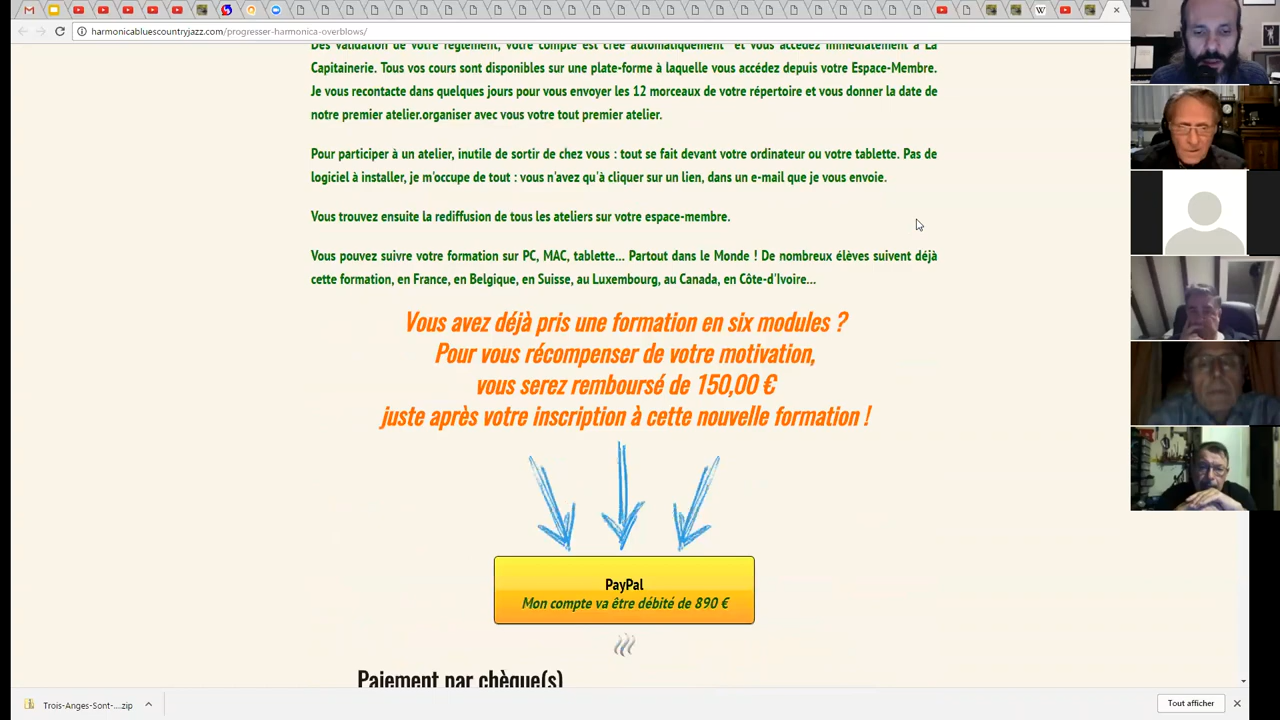 harmonicabluescountryjazz.com/progresser-harmonica-overblows/
Dès validation de votre règlement, votre compte est créé automatiquement et vous accédez immédiatement à La
Capitainerie. Tous vos cours sont disponibles sur une plate-forme à laquelle vous accédez depuis votre Espace-Membre.
Je vous recontacte dans quelques jours pour vous envoyer les 12 morceaux de votre répertoire et vous donner la date de
notre premier atelier.organiser avec vous votre tout premier atelier.
Pour participer à un atelier, inutile de sortir de chez vous : tout se fait devant votre ordinateur ou votre tablette. Pas de
logiciel à installer, je m'occupe de tout : vous n'avez qu'à cliquer sur un lien, dans un e-mail que je vous envoie.
Vous trouvez ensuite la rediffusion de tous les ateliers sur votre espace-membre.
Vous pouvez suivre votre formation sur PC, MAC, tablette... Partout dans le Monde ! De nombreux élèves suivent déjà
cette formation, en France, en Belgique, en Suisse, au Luxembourg, au Canada, en Côte-d'Ivoire...
Vous avez déjà pris une formation en six modules ?
Pour vous récompenser de votre motivation,
vous serez remboursé de 150,00 €
juste après votre inscription à cette nouvelle formation !
PayPal
Mon compte va être débité de 890 €
Paiement par chèque(s)
Trois-Anges-Sont-....zip
Tout afficher